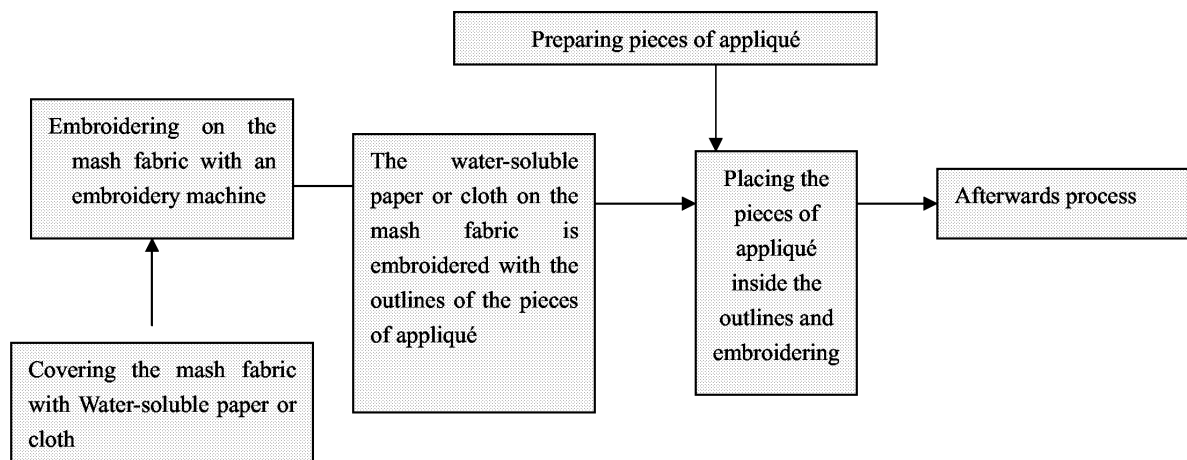 Preparing pieces of appliqué
Embroidering on the
mash fabric with an
embroidery machine
The water-soluble
paper or cloth on the
mash fabric is
embroidered with the
outlines of the pieces
of appliqué
Placing the
pieces of
appliqué
inside the
outlines and
embroidering
Afterwards process
Covering the mash fabric
with Water-soluble paper or
cloth